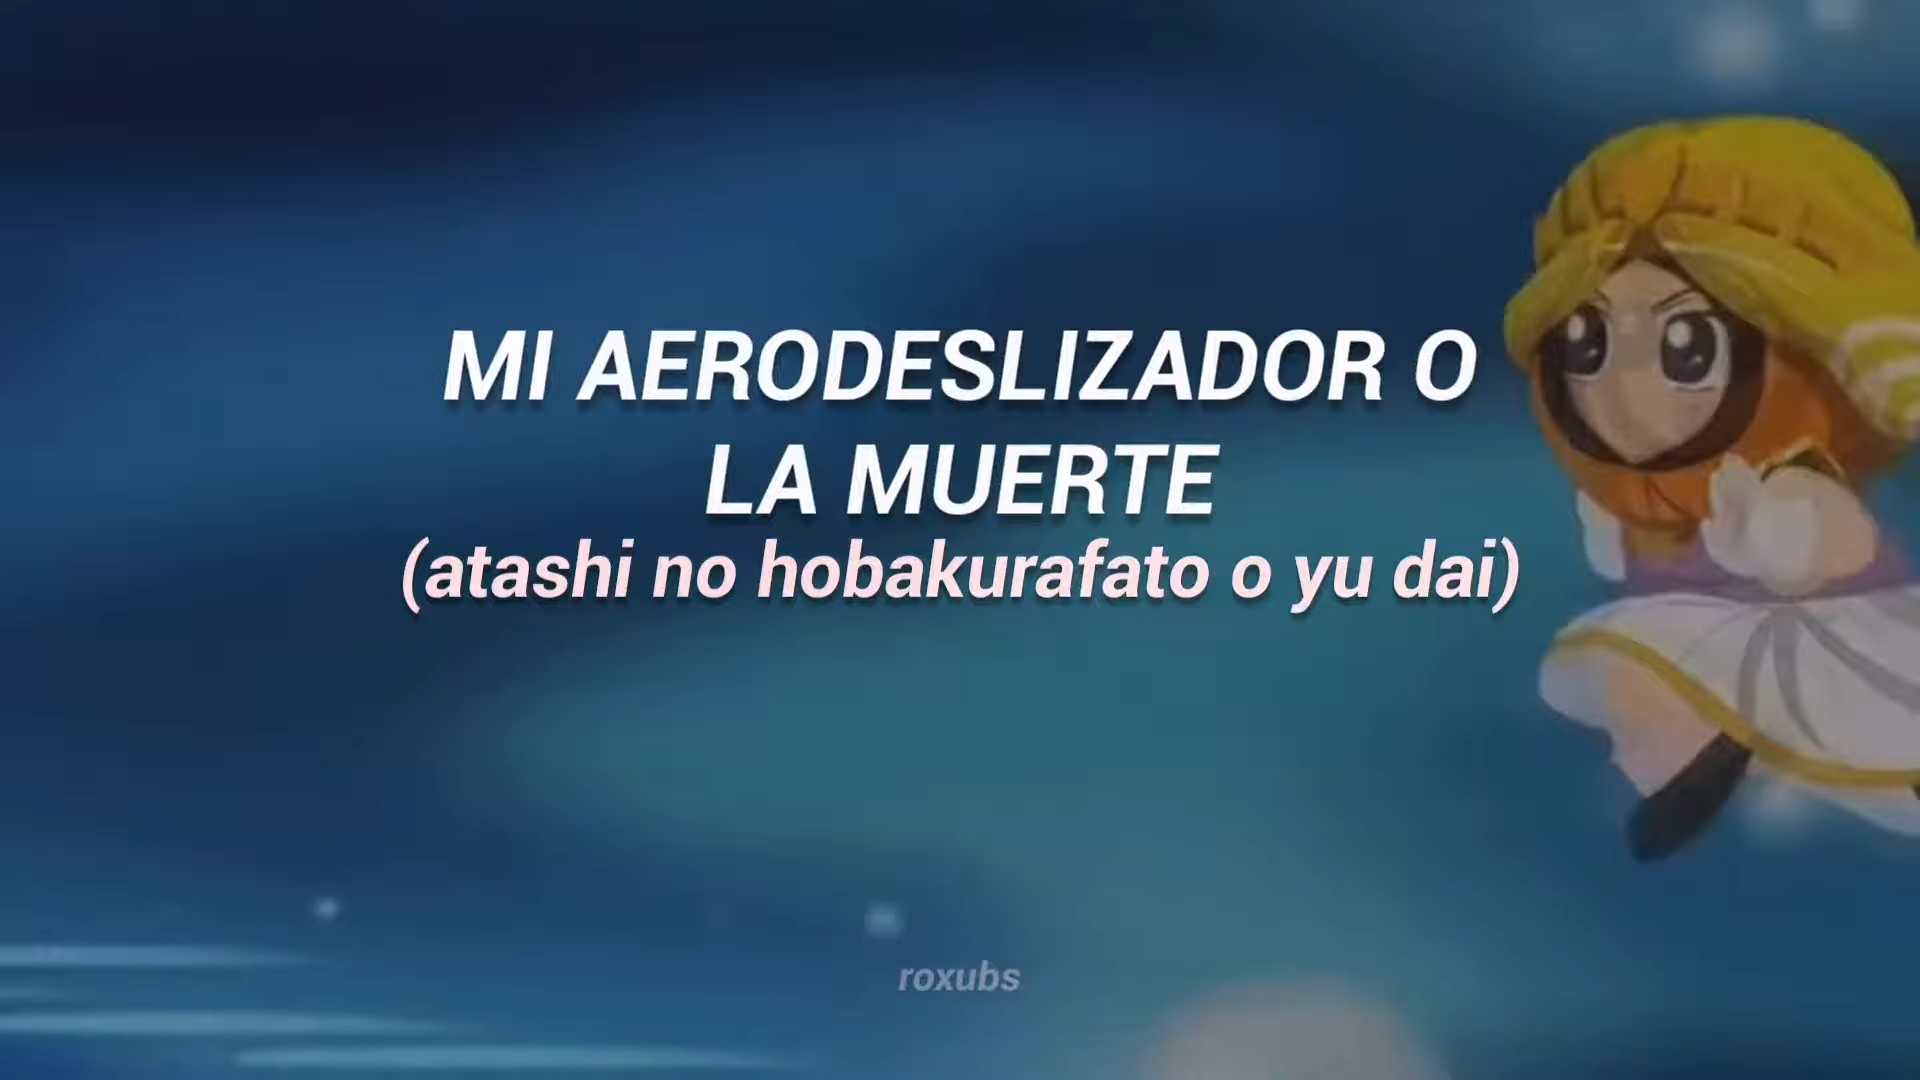 MI AERODESLIZADOR O
LA MUERTE
(atashi no hobakurafato o yu dai)
roxubs